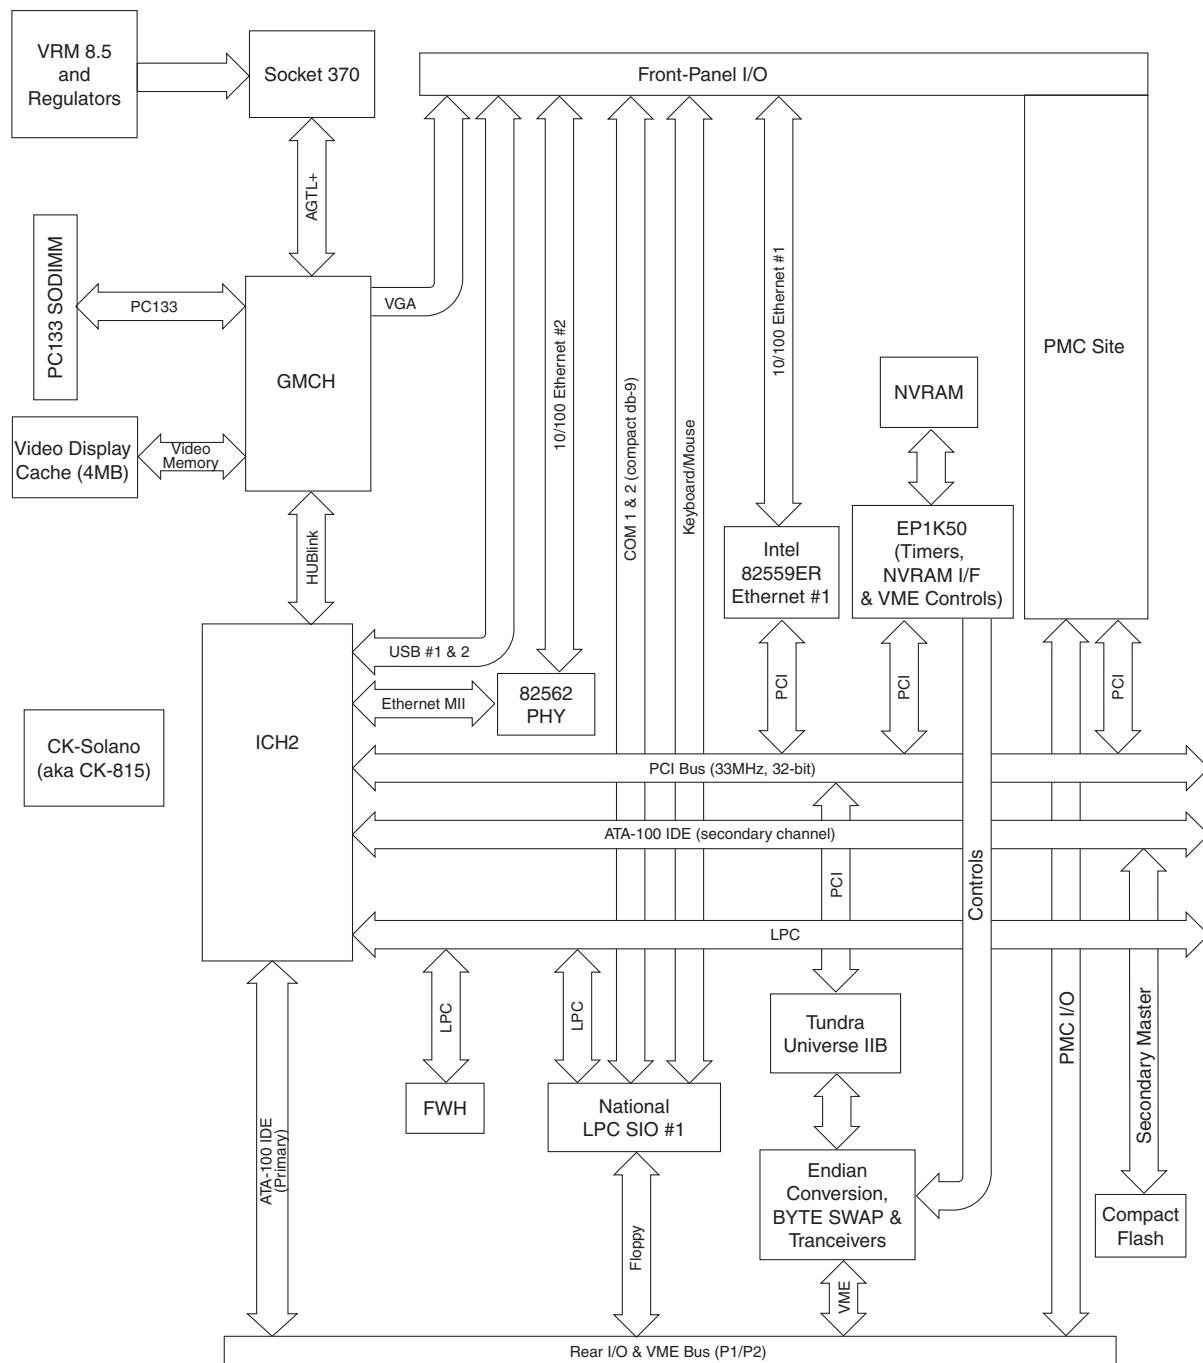 VRM 8.5
and
Regulators
Socket 370
Front-Panel I/O
AGTL+
PC133 SODIMM
PC133
GMCH
VGA
10/100 Ethernet #2
COM 1 & 2 (compact db-9)
Keyboard/Mouse
10/100 Ethernet #1
PMC Site
NVRAM
Video Display
Cache (4MB)
Video
Memory
HUBlink
Intel
82559ER
Ethernet #1
EP1K50
(Timers,
NVRAM I/F
& VME Controls)
USB #1 & 2
Ethernet MII
82562
PHY
PCI
PCI
PCI
CK-Solano
(aka CK-815)
ICH2
PCI Bus (33MHz, 32-bit)
ATA-100 IDE (secondary channel)
PCI
Controls
LPC
LPC
LPC
Tundra
Universe IIB
PMC I/O
Secondary Master
FWH
National
LPC SIO #1
ATA-100 IDE
(Primary)
Endian
Conversion,
BYTE SWAP &
Tranceivers
Compact
Flash
Floppy
VME
Rear I/O & VME Bus (P1/P2)